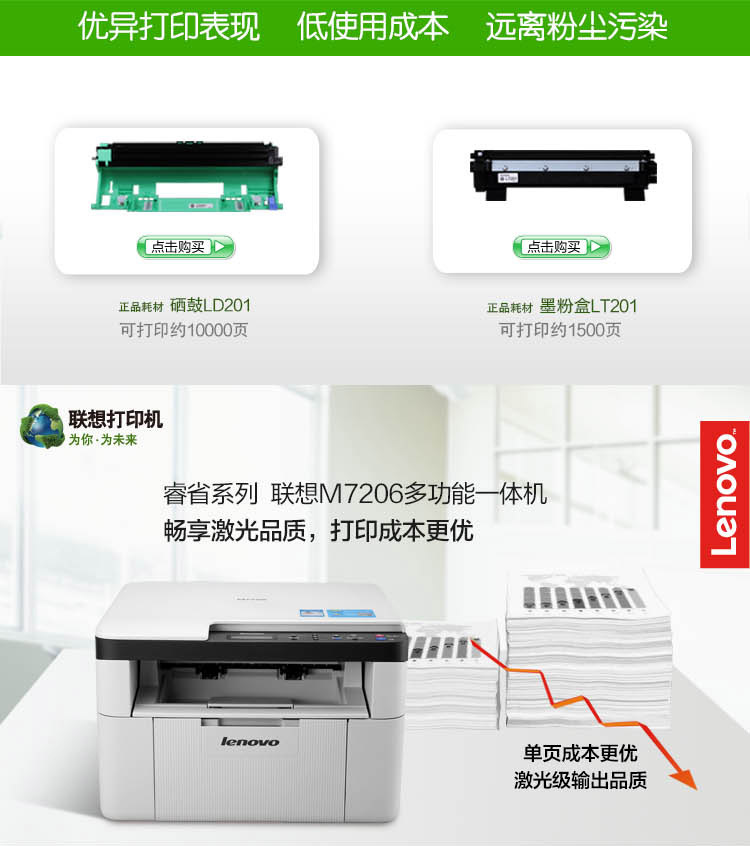 优异打印表现 低使用成本 远离粉尘污染
点击购买
点击购买
正品耗材 硒鼓LD201
可打印约10000页
正品耗材 墨粉盒LT201
可打印约1500页
联想打印机
为你·为未来
Lenovo™
睿省系列 联想M7206多功能一体机
畅享激光品质，打印成本更优
lenovo
单页成本更优
激光级输出品质